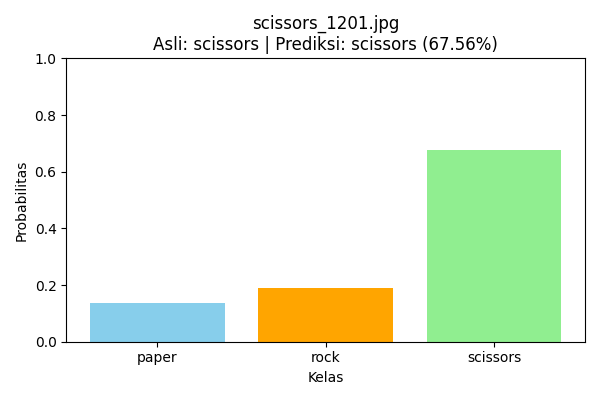 scissors_1201.jpg
Asli: scissors | Prediksi: scissors (67.56%)
1.0
0.8
0.6
0.4
0.2
0.0
Probabilitas
paper
rock
scissors
Kelas